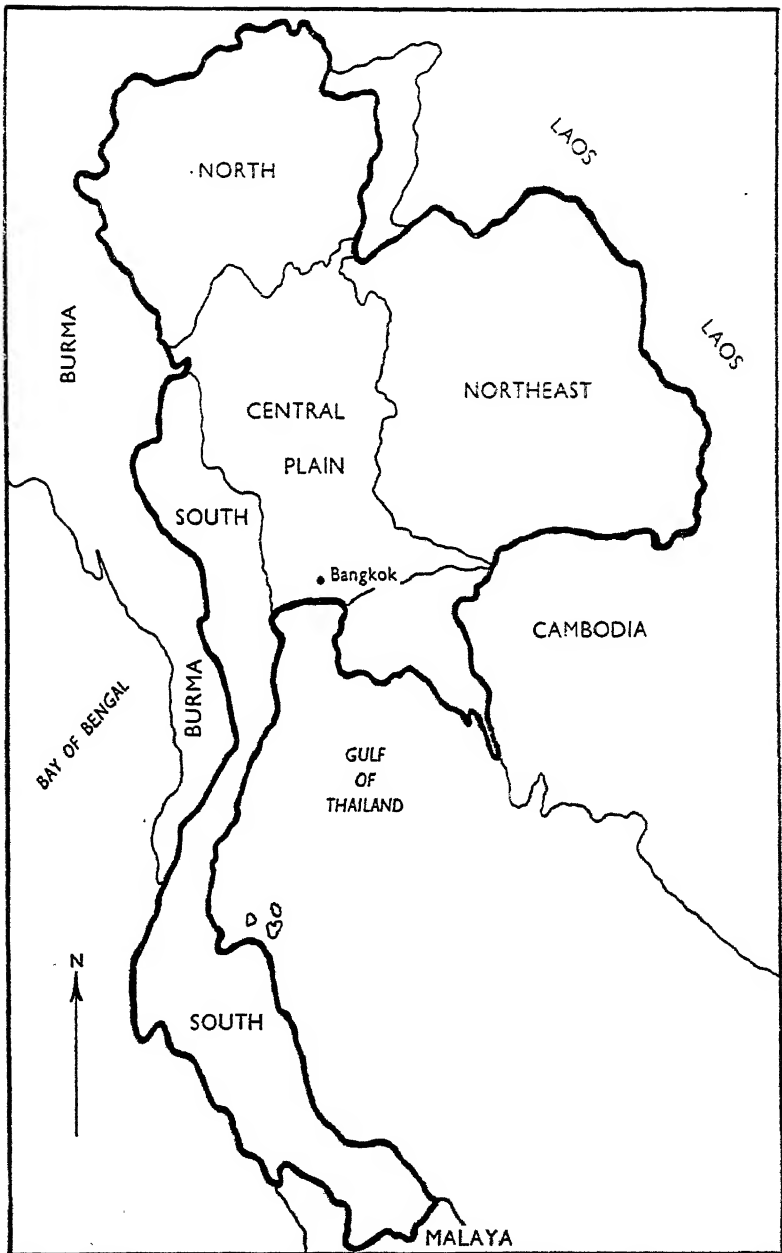 LAOS
NORTH
BURMA
LAOS
NORTHEAST
CENTRAL
PLAIN
SOUTH
Bangkok
CAMBODIA
BURMA
BAY OF BENGAL
GULF
OF
THAILAND
N
SOUTH
MALAYA